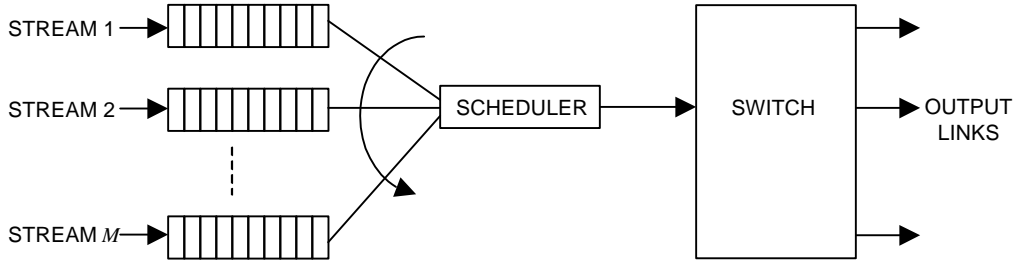 STREAM 1
STREAM 2
STREAM M
SCHEDULER
SWITCH
OUTPUT
LINKS